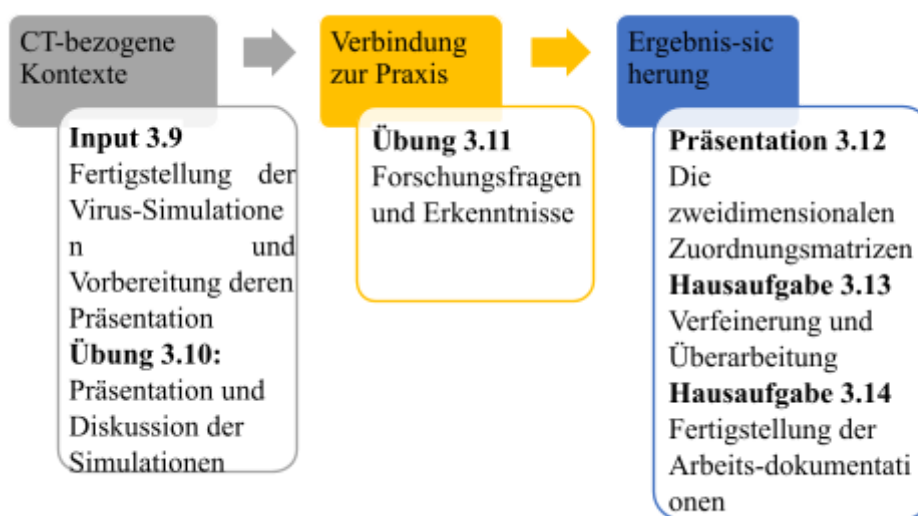 CT-bezogene
Kontexte
Input 3.9
Fertigstellung der
Virus-Simulatione
n und
Vorbereitung deren
Präsentation
Übung 3.10:
Präsentation und
Diskussion der
Simulationen
Verbindung
zur Praxis
Übung 3.11
Forschungsfragen
und Erkenntnisse
Ergebnis-sic
herung
Präsentation 3.12
Die
zweidimensionalen
Zuordnungsmatrizen
Hausaufgabe 3.13
Verfeinerung und
Überarbeitung
Hausaufgabe 3.14
Fertigstellung der
Arbeits-dokumentati
onen